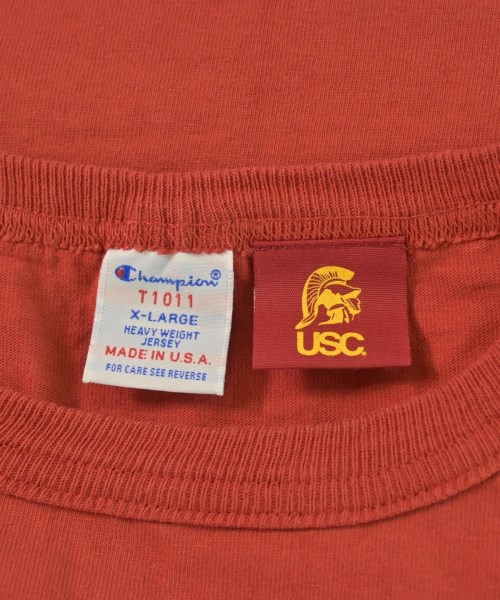 Champion
T1011
X-LARGE
HEAVY WEIGHT
JERSEY
MADE IN U.S.A.
FOR CARE SEE REVERSE
USC